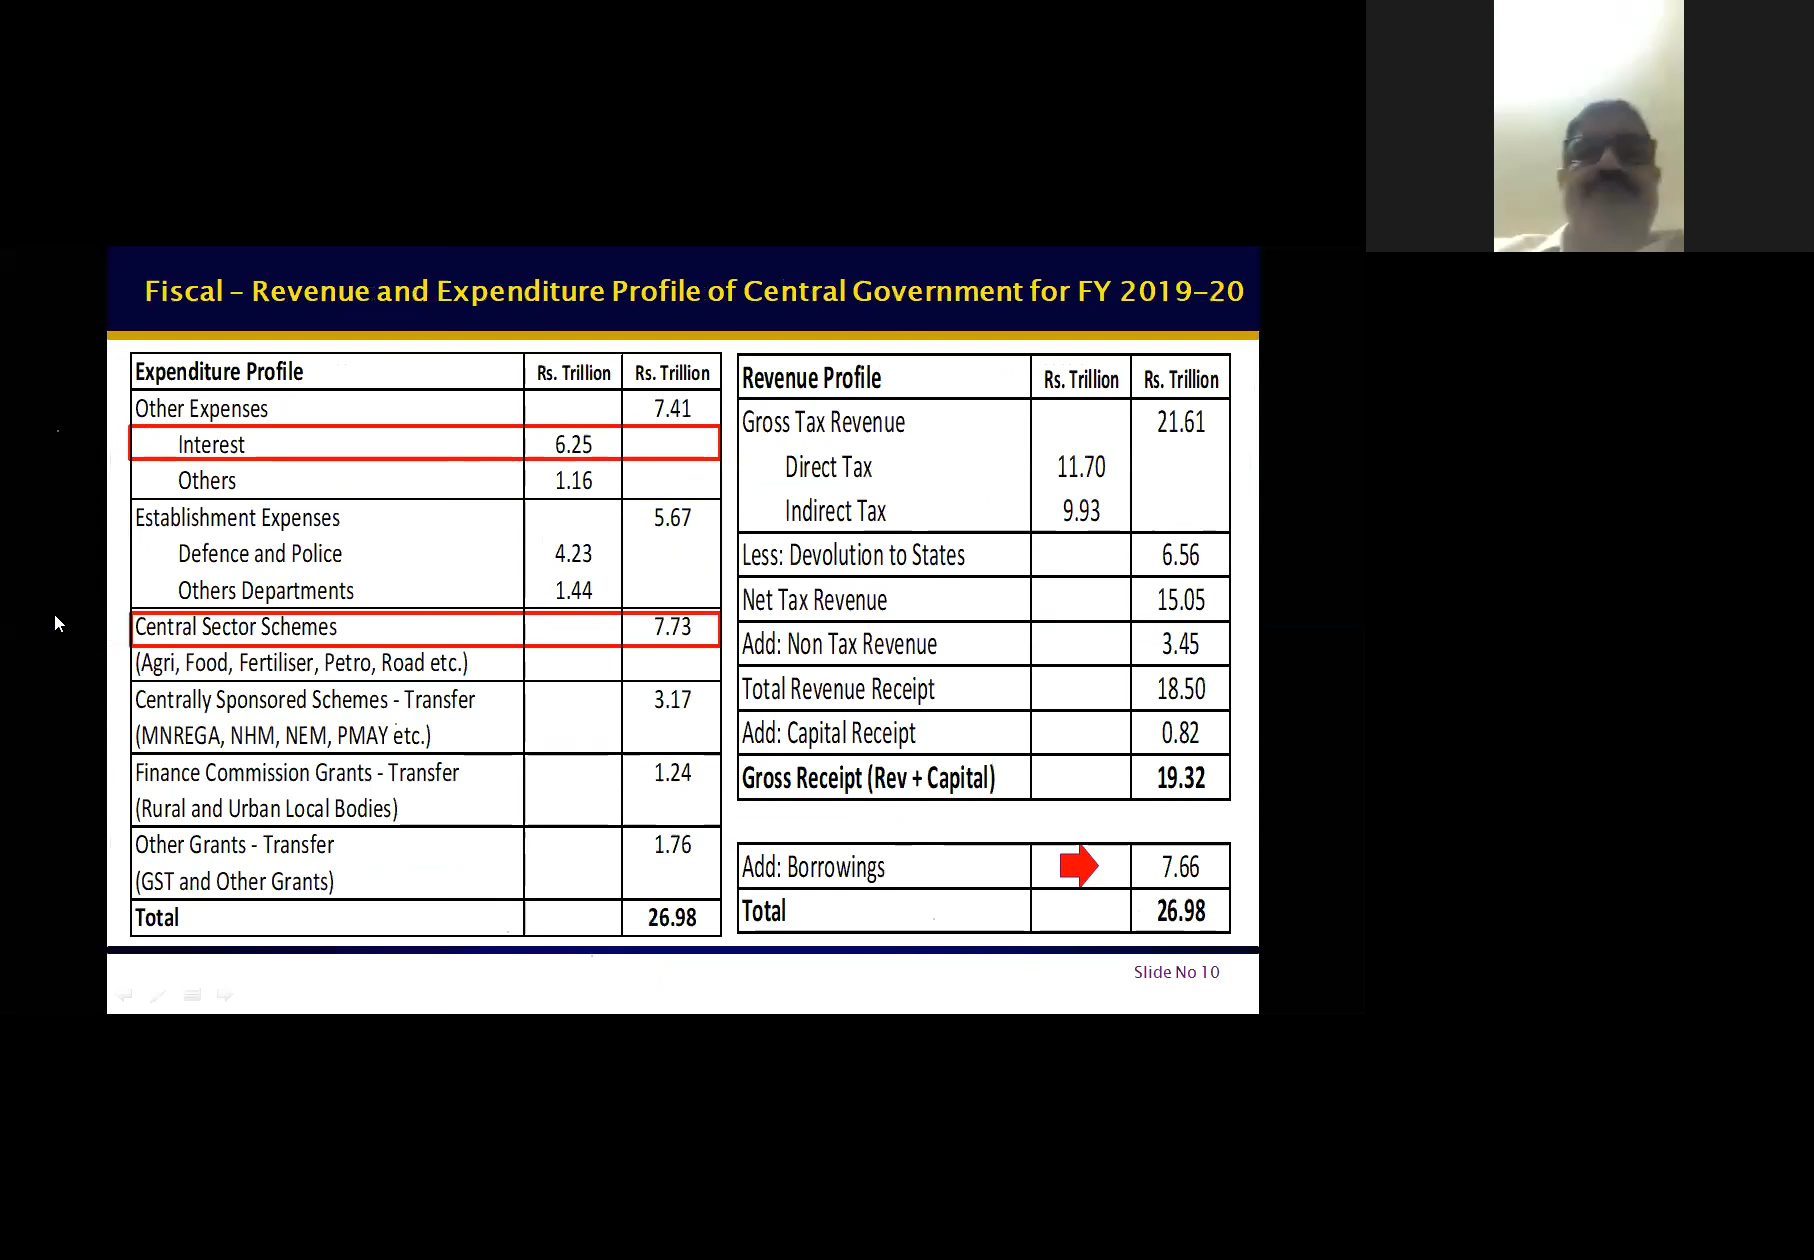 Fiscal – Revenue and Expenditure Profile of Central Government for FY 2019–20
Expenditure Profile Rs. Trillion Rs. Trillion
Other Expenses 7.41
Interest 6.25
Others 1.16
Establishment Expenses 5.67
Defence and Police 4.23
Others Departments 1.44
Central Sector Schemes 7.73
(Agri, Food, Fertiliser, Petro, Road etc.)
Centrally Sponsored Schemes - Transfer 3.17
(MNREGA, NHM, NEM, PMAY etc.)
Finance Commission Grants - Transfer 1.24
(Rural and Urban Local Bodies)
Other Grants - Transfer 1.76
(GST and Other Grants)
Total 26.98
Revenue Profile Rs. Trillion Rs. Trillion
Gross Tax Revenue 21.61
Direct Tax 11.70
Indirect Tax 9.93
Less: Devolution to States 6.56
Net Tax Revenue 15.05
Add: Non Tax Revenue 3.45
Total Revenue Receipt 18.50
Add: Capital Receipt 0.82
Gross Receipt (Rev + Capital) 19.32
Add: Borrowings 7.66
Total 26.98
Slide No 10